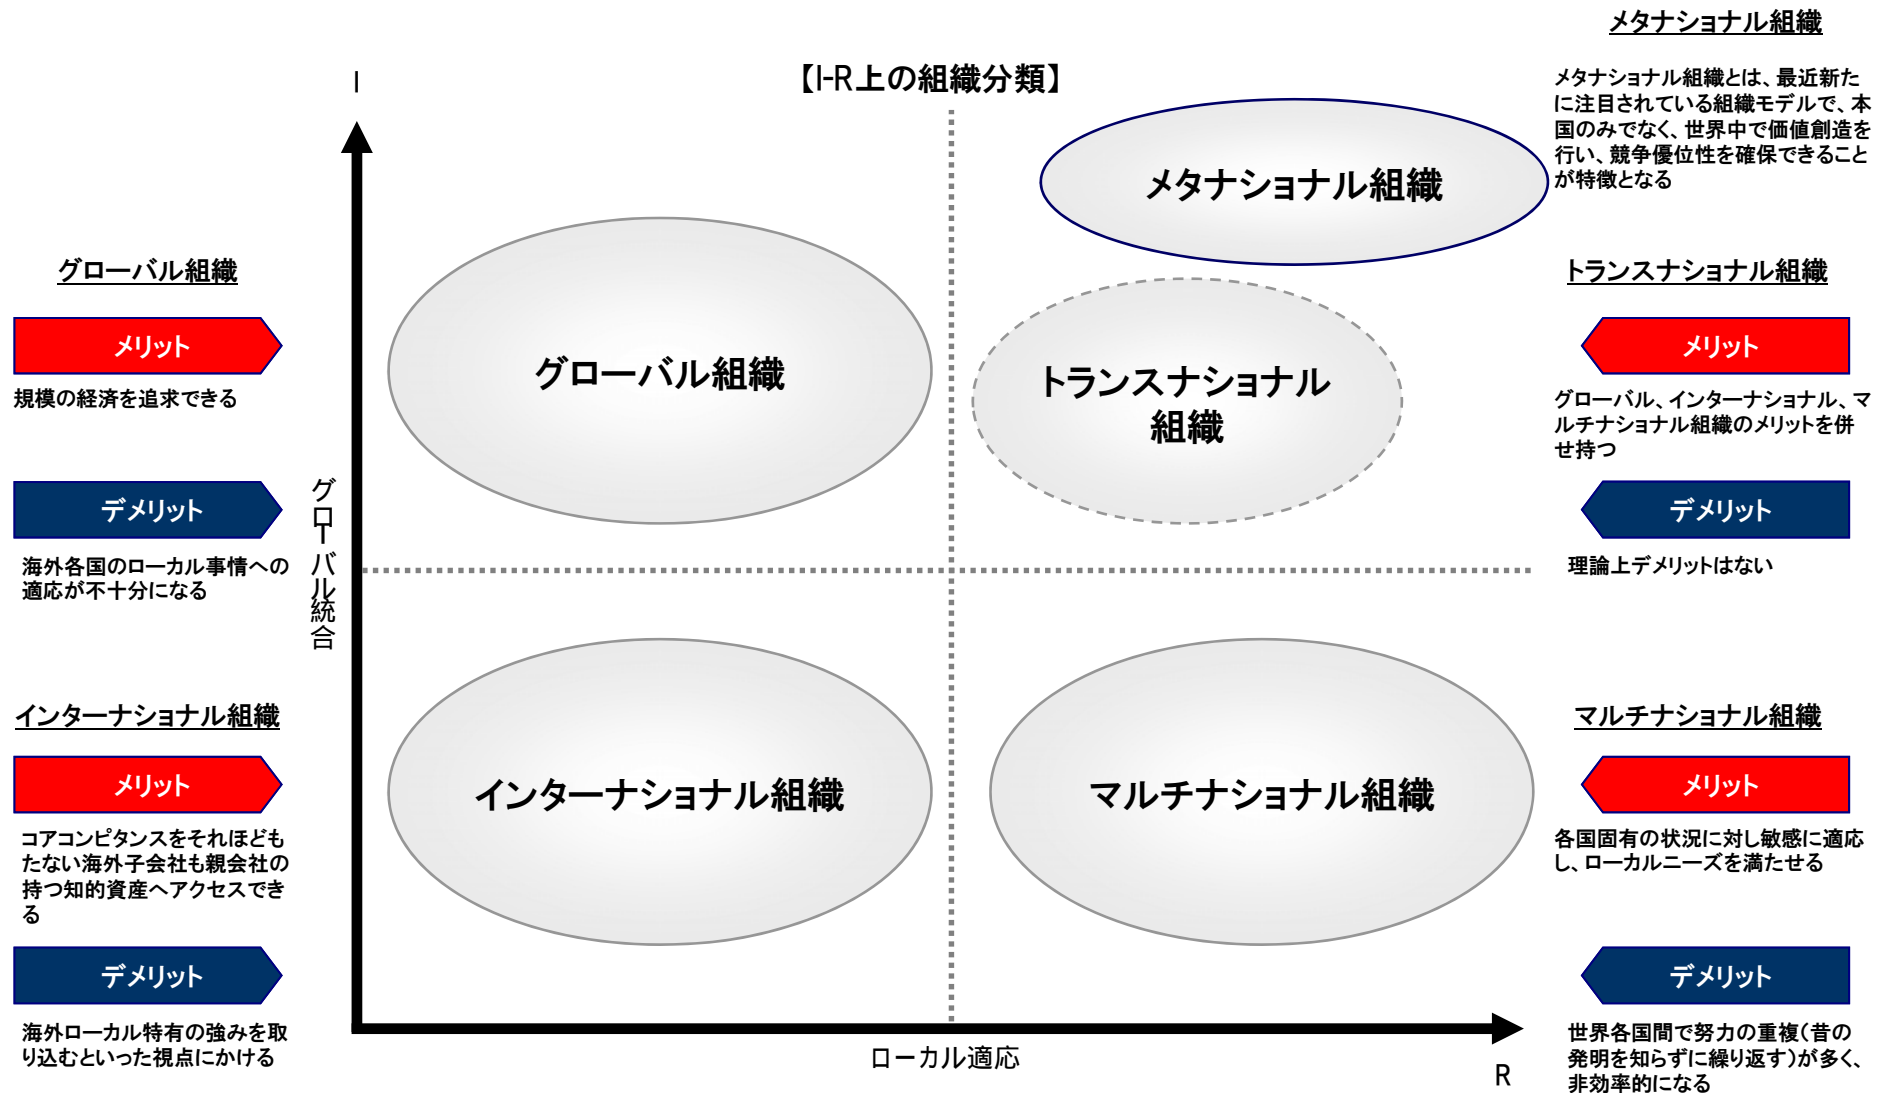 【I-R上の組織分類】
I
グローバル統合
ローカル適応
R
グローバル組織
メタナショナル組織
トランスナショナル
組織
インターナショナル組織
マルチナショナル組織
グローバル組織
メリット
規模の経済を追求できる
デメリット
海外各国のローカル事情への
適応が不十分になる
インターナショナル組織
メリット
コアコンピタンスをそれほども
たない海外子会社も親会社の
持つ知的資産へアクセスでき
る
デメリット
海外ローカル特有の強みを取
り込むといった視点にかける
メタナショナル組織
メタナショナル組織とは、最近新た
に注目されている組織モデルで、本
国のみでなく、世界中で価値創造を
行い、競争優位性を確保できること
が特徴となる
トランスナショナル組織
メリット
グローバル、インターナショナル、マ
ルチナショナル組織のメリットを併
せ持つ
デメリット
理論上デメリットはない
マルチナショナル組織
メリット
各国固有の状況に対し敏感に適応
し、ローカルニーズを満たせる
デメリット
世界各国間で努力の重複(昔の
発明を知らずに繰り返す)が多く、
非効率的になる